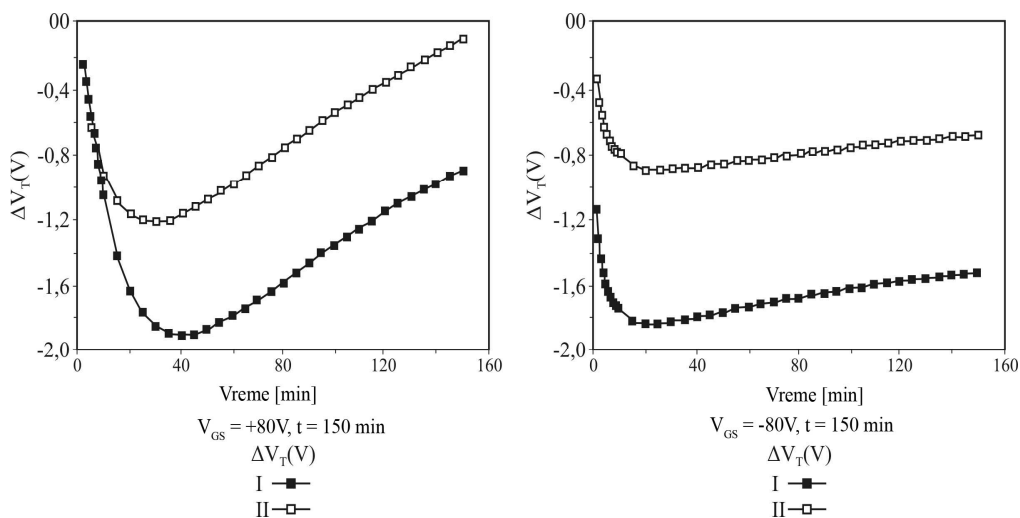 00
-0,4
-0,8
-1,2
-1,6
-2,0
ΔV_T(V)
0 40 80 120 160
Vreme [min]
V_GS = +80V, t = 150 min
ΔV_T(V)
I
II
00
-0,4
-0,8
-1,2
-1,6
-2,0
ΔV_T(V)
0 40 80 120 160
Vreme [min]
V_GS = -80V, t = 150 min
ΔV_T(V)
I
II